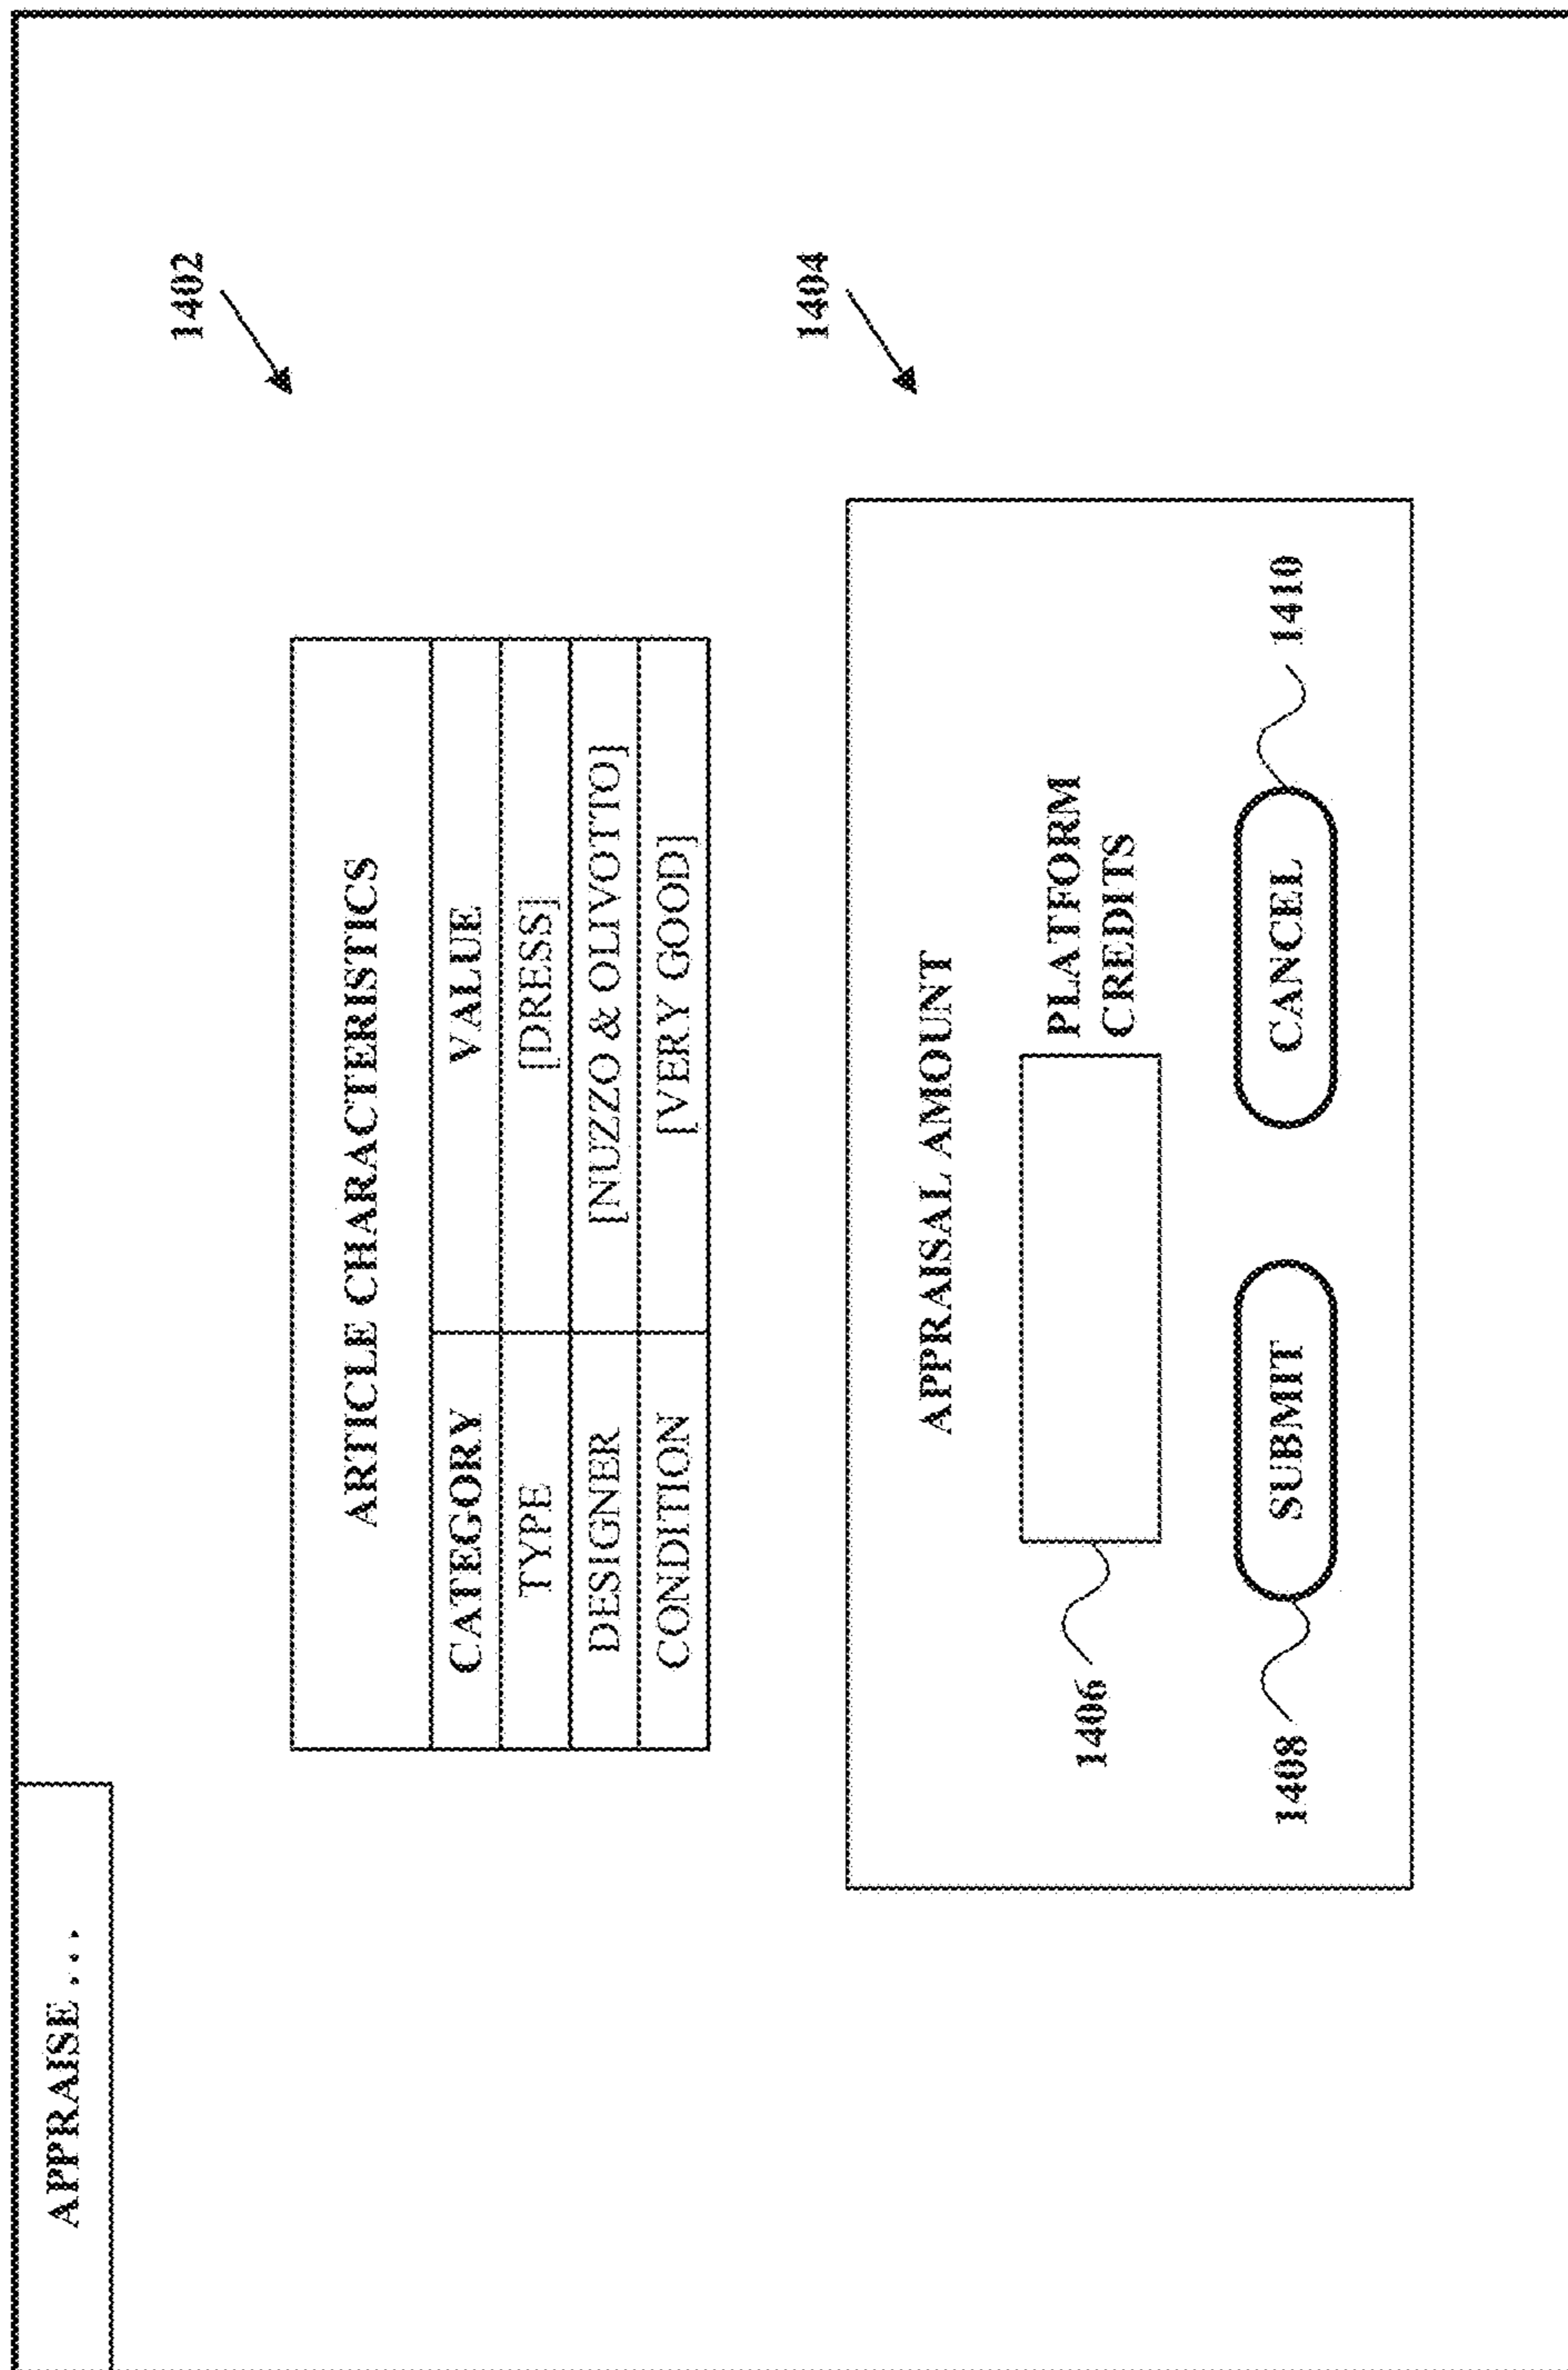 APPRAISE . . .
1402
ARTICLE CHARACTERISTICS
CATEGORY VALUE
TYPE [DRESS]
DESIGNER [NUZZO & OLIVOTTO]
CONDITION [VERY GOOD]
1404
APPRAISAL AMOUNT
1406 PLATFORM
CREDITS
1408 SUBMIT CANCEL 1410